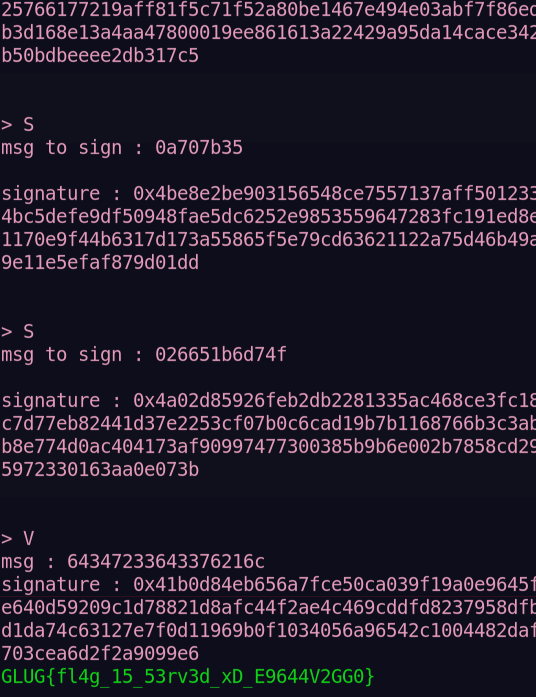 25766177219aff81f5c71f52a80be1467e494e03abf7f86ed
b3d168e13a4aa47800019ee861613a22429a95da14cace342
b50bdbeeee2db317c5
> S
msg to sign : 0a707b35
signature : 0x4be8e2be903156548ce7557137aff501233
4bc5defe9df50948fae5dc6252e9853559647283fc191ed8e
1170e9f44b6317d173a55865f5e79cd63621122a75d46b49a
9e11e5efaf879d01dd
> S
msg to sign : 026651b6d74f
signature : 0x4a02d85926feb2db2281335ac468ce3fc18
c7d77eb82441d37e2253cf07b0c6cad19b7b1168766b3c3ab
b8e774d0ac404173af90997477300385b9b6e002b7858cd29
5972330163aa0e073b
> V
msg : 64347233643376216c
signature : 0x41b0d84eb656a7fce50ca039f19a0e9645f
e640d59209c1d78821d8afc44f2ae4c469cddfd8237958dfb
d1da74c63127e7f0d11969b0f1034056a96542c1004482daf
703cea6d2f2a9099e6
GLUG{fl4g_15_53rv3d_xD_E9644V2GG0}